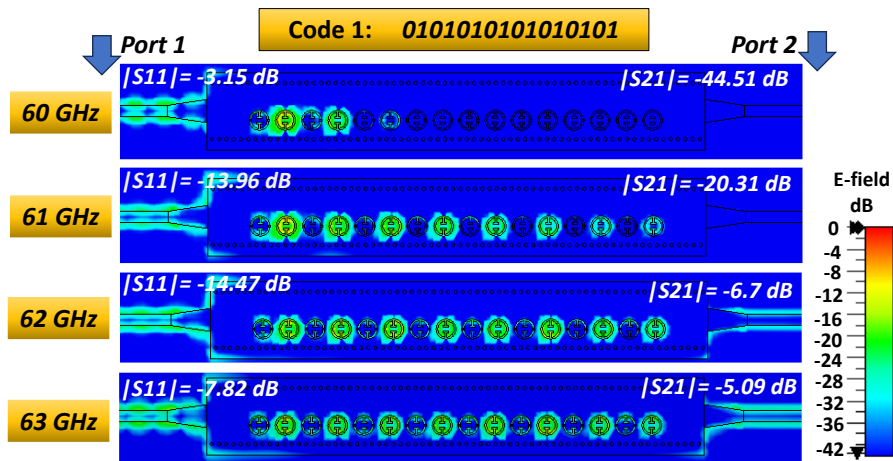 Code 1: 0101010101010101
Port 1
Port 2
60 GHz
|S11|= -3.15 dB
|S21|= -44.51 dB
61 GHz
|S11|= -13.96 dB
|S21|= -20.31 dB
62 GHz
|S11|= -14.47 dB
|S21|= -6.7 dB
63 GHz
|S11|= -7.82 dB
|S21|= -5.09 dB
E-field
dB
0
-4
-8
-12
-16
-20
-24
-28
-32
-36
-42